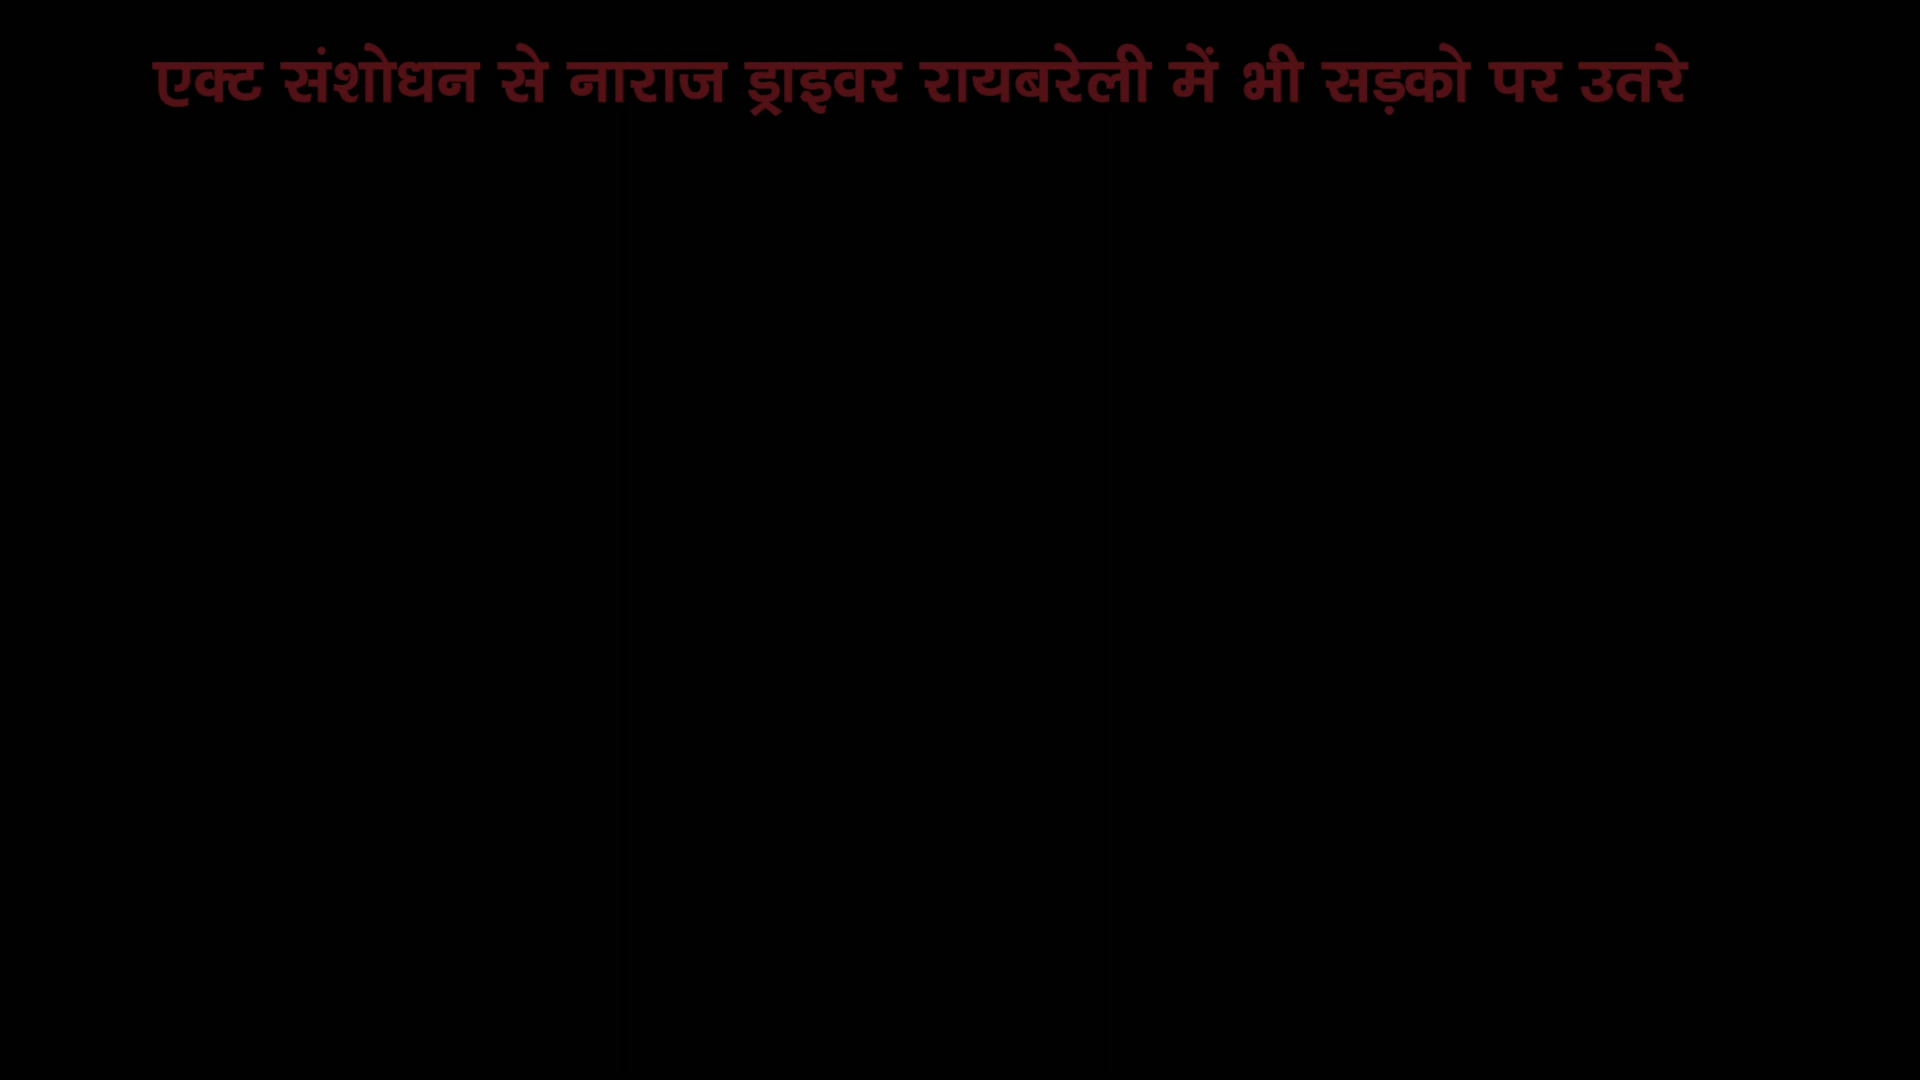 एक्ट संशोधन से नाराज ड्राइवर रायबरेली में भी सड़को पर उतरे